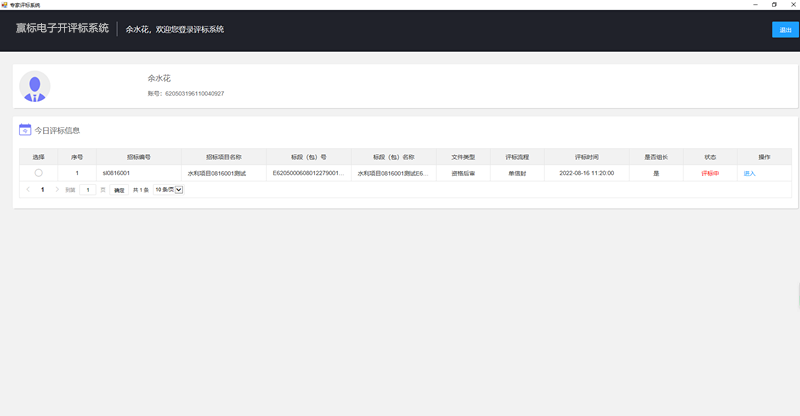 专家评标系统
赢标电子开评标系统
余水花，欢迎您登录评标系统
退出
余水花
账号：620503196110040927
今日评标信息
选择 序号 招标编号 招标项目名称 标段（包）号 标段（包）名称 文件类型 评标流程 评标时间 是否组长 状态 操作
1 sl0816001 水利项目0816001测试 E6205000608012279001... 水利项目0816001测试E6... 资格后审 单信封 2022-08-16 11:20:00 是 评标中 进入
1 到第 1 页 确定 共 1 条 10 条/页